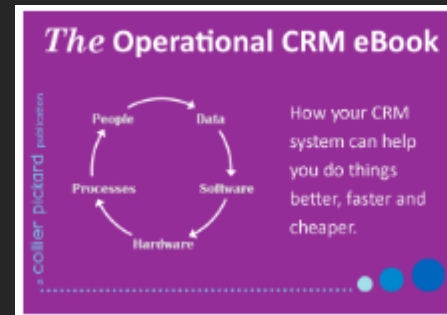 The Operational CRM eBook
a collier pickard publication
People
Data
Processes
Software
Hardware
How your CRM
system can help
you do things
better, faster and
cheaper.